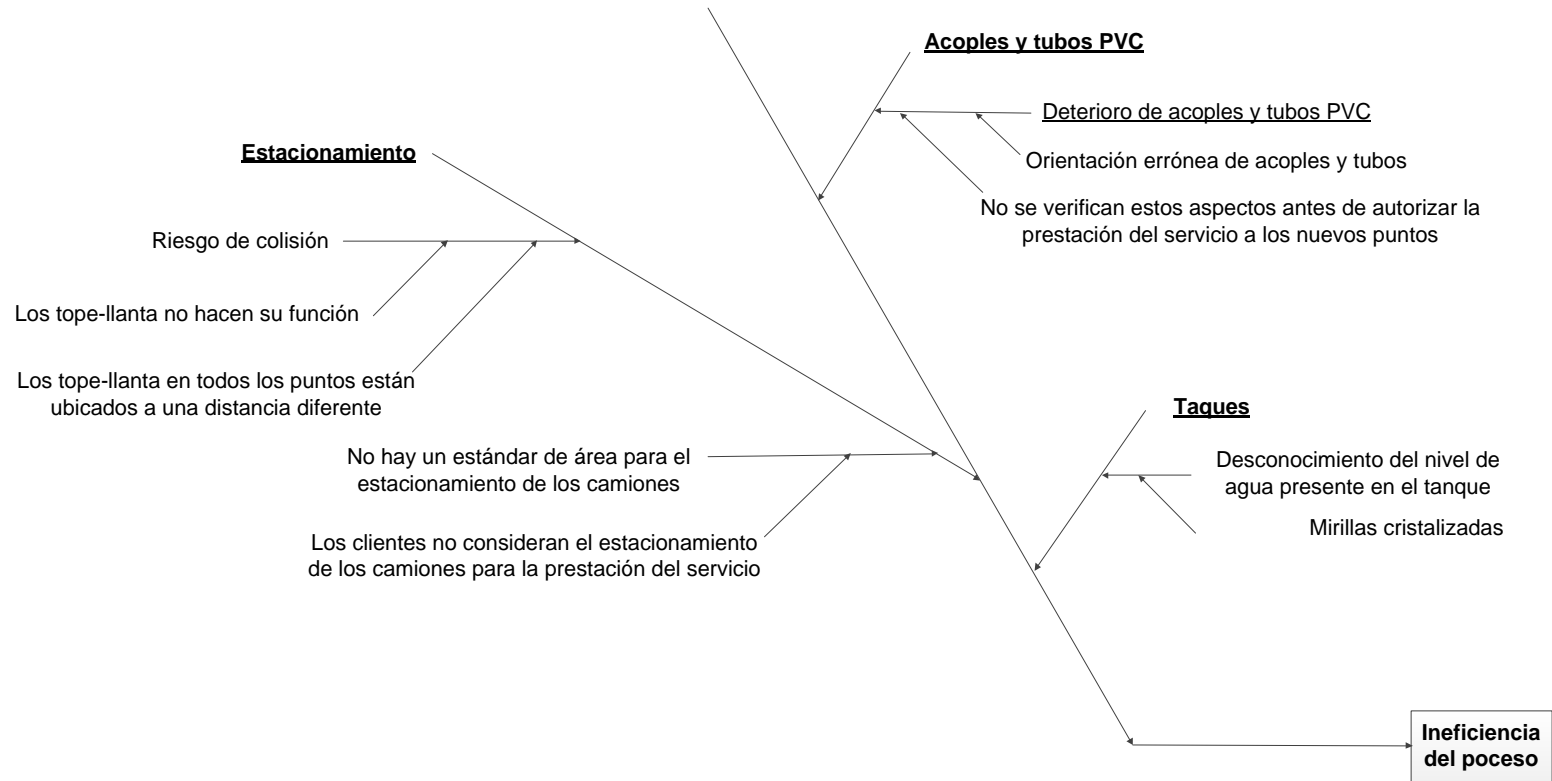 Acoples y tubos PVC
Deterioro de acoples y tubos PVC
Orientación errónea de acoples y tubos
No se verifican estos aspectos antes de autorizar la
prestación del servicio a los nuevos puntos
Estacionamiento
Riesgo de colisión
Los tope-llanta no hacen su función
Los tope-llanta en todos los puntos están
ubicados a una distancia diferente
No hay un estándar de área para el
estacionamiento de los camiones
Los clientes no consideran el estacionamiento
de los camiones para la prestación del servicio
Taques
Desconocimiento del nivel de
agua presente en el tanque
Mirillas cristalizadas
Ineficiencia
del poceso